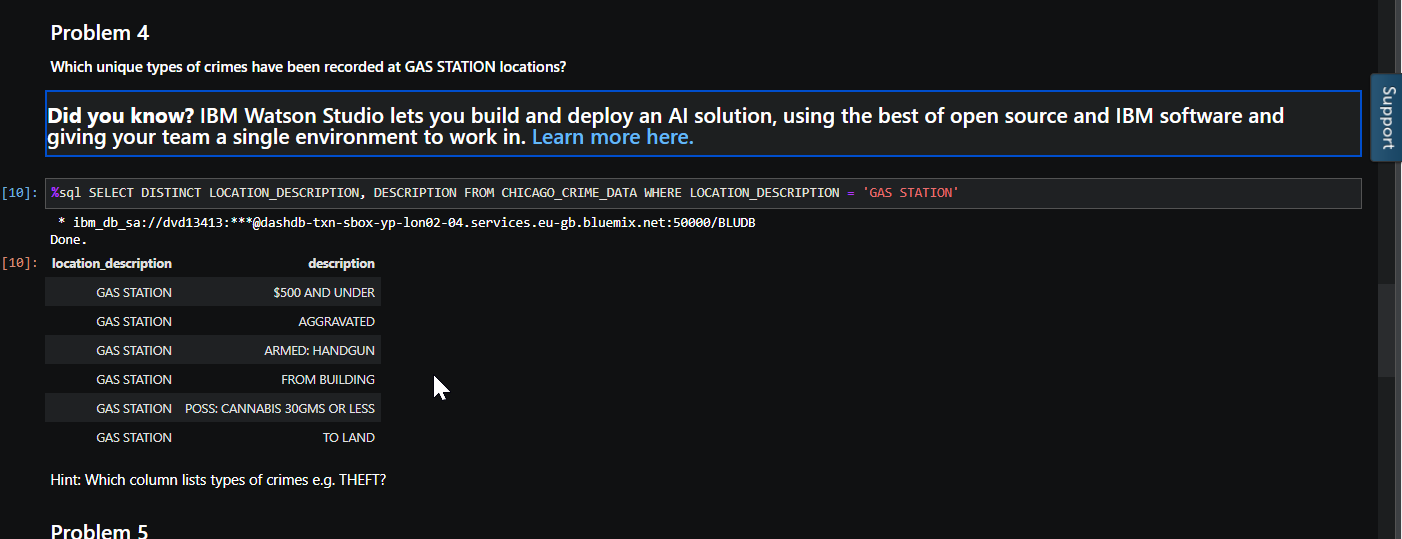 Problem 4
Which unique types of crimes have been recorded at GAS STATION locations?
Did you know? IBM Watson Studio lets you build and deploy an AI solution, using the best of open source and IBM software and
giving your team a single environment to work in. Learn more here.
Support
[10]: %sql SELECT DISTINCT LOCATION_DESCRIPTION, DESCRIPTION FROM CHICAGO_CRIME_DATA WHERE LOCATION_DESCRIPTION = 'GAS STATION'
* ibm_db_sa://dvd13413:***@dashdb-txn-sbox-yp-lon02-04.services.eu-gb.bluemix.net:50000/BLUDB
Done.
[10]: location_description description
GAS STATION $500 AND UNDER
GAS STATION AGGRAVATED
GAS STATION ARMED: HANDGUN
GAS STATION FROM BUILDING
GAS STATION POSS: CANNABIS 30GMS OR LESS
GAS STATION TO LAND
Hint: Which column lists types of crimes e.g. THEFT?
Problem 5